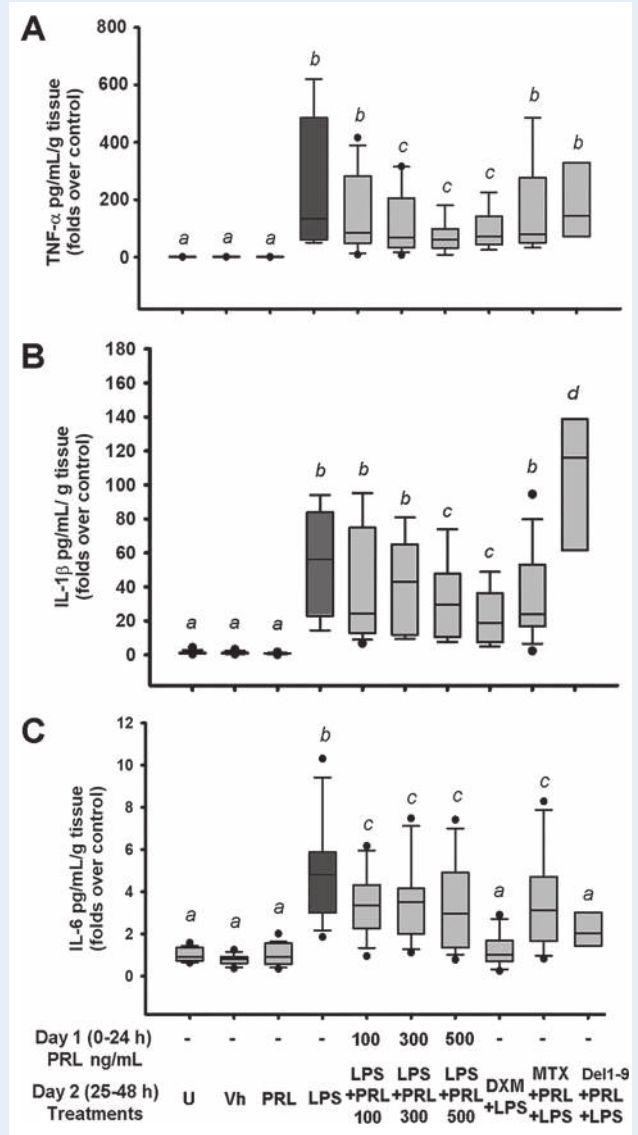 A
800
600
400
200
0
TNF-α pg/mL/g tissue
(folds over control)
a a a b b c c c b b
B
180
160
140
120
100
80
60
40
20
0
IL-1β pg/mL/ g tissue
(folds over control)
a a a b b b c c b d
C
12
10
8
6
4
2
0
IL-6 pg/mL/g tissue
(folds over control)
a a a b c c c a c a
Day 1 (0-24 h) - - - - 100 300 500 - - -
PRL ng/mL
Day 2 (25-48 h)
Treatments
U
Vh
PRL
LPS
LPS
+PRL
100
LPS
+PRL
300
LPS
+PRL
500
DXM
+LPS
MTX
+PRL
+LPS
Del1-9
+PRL
+LPS